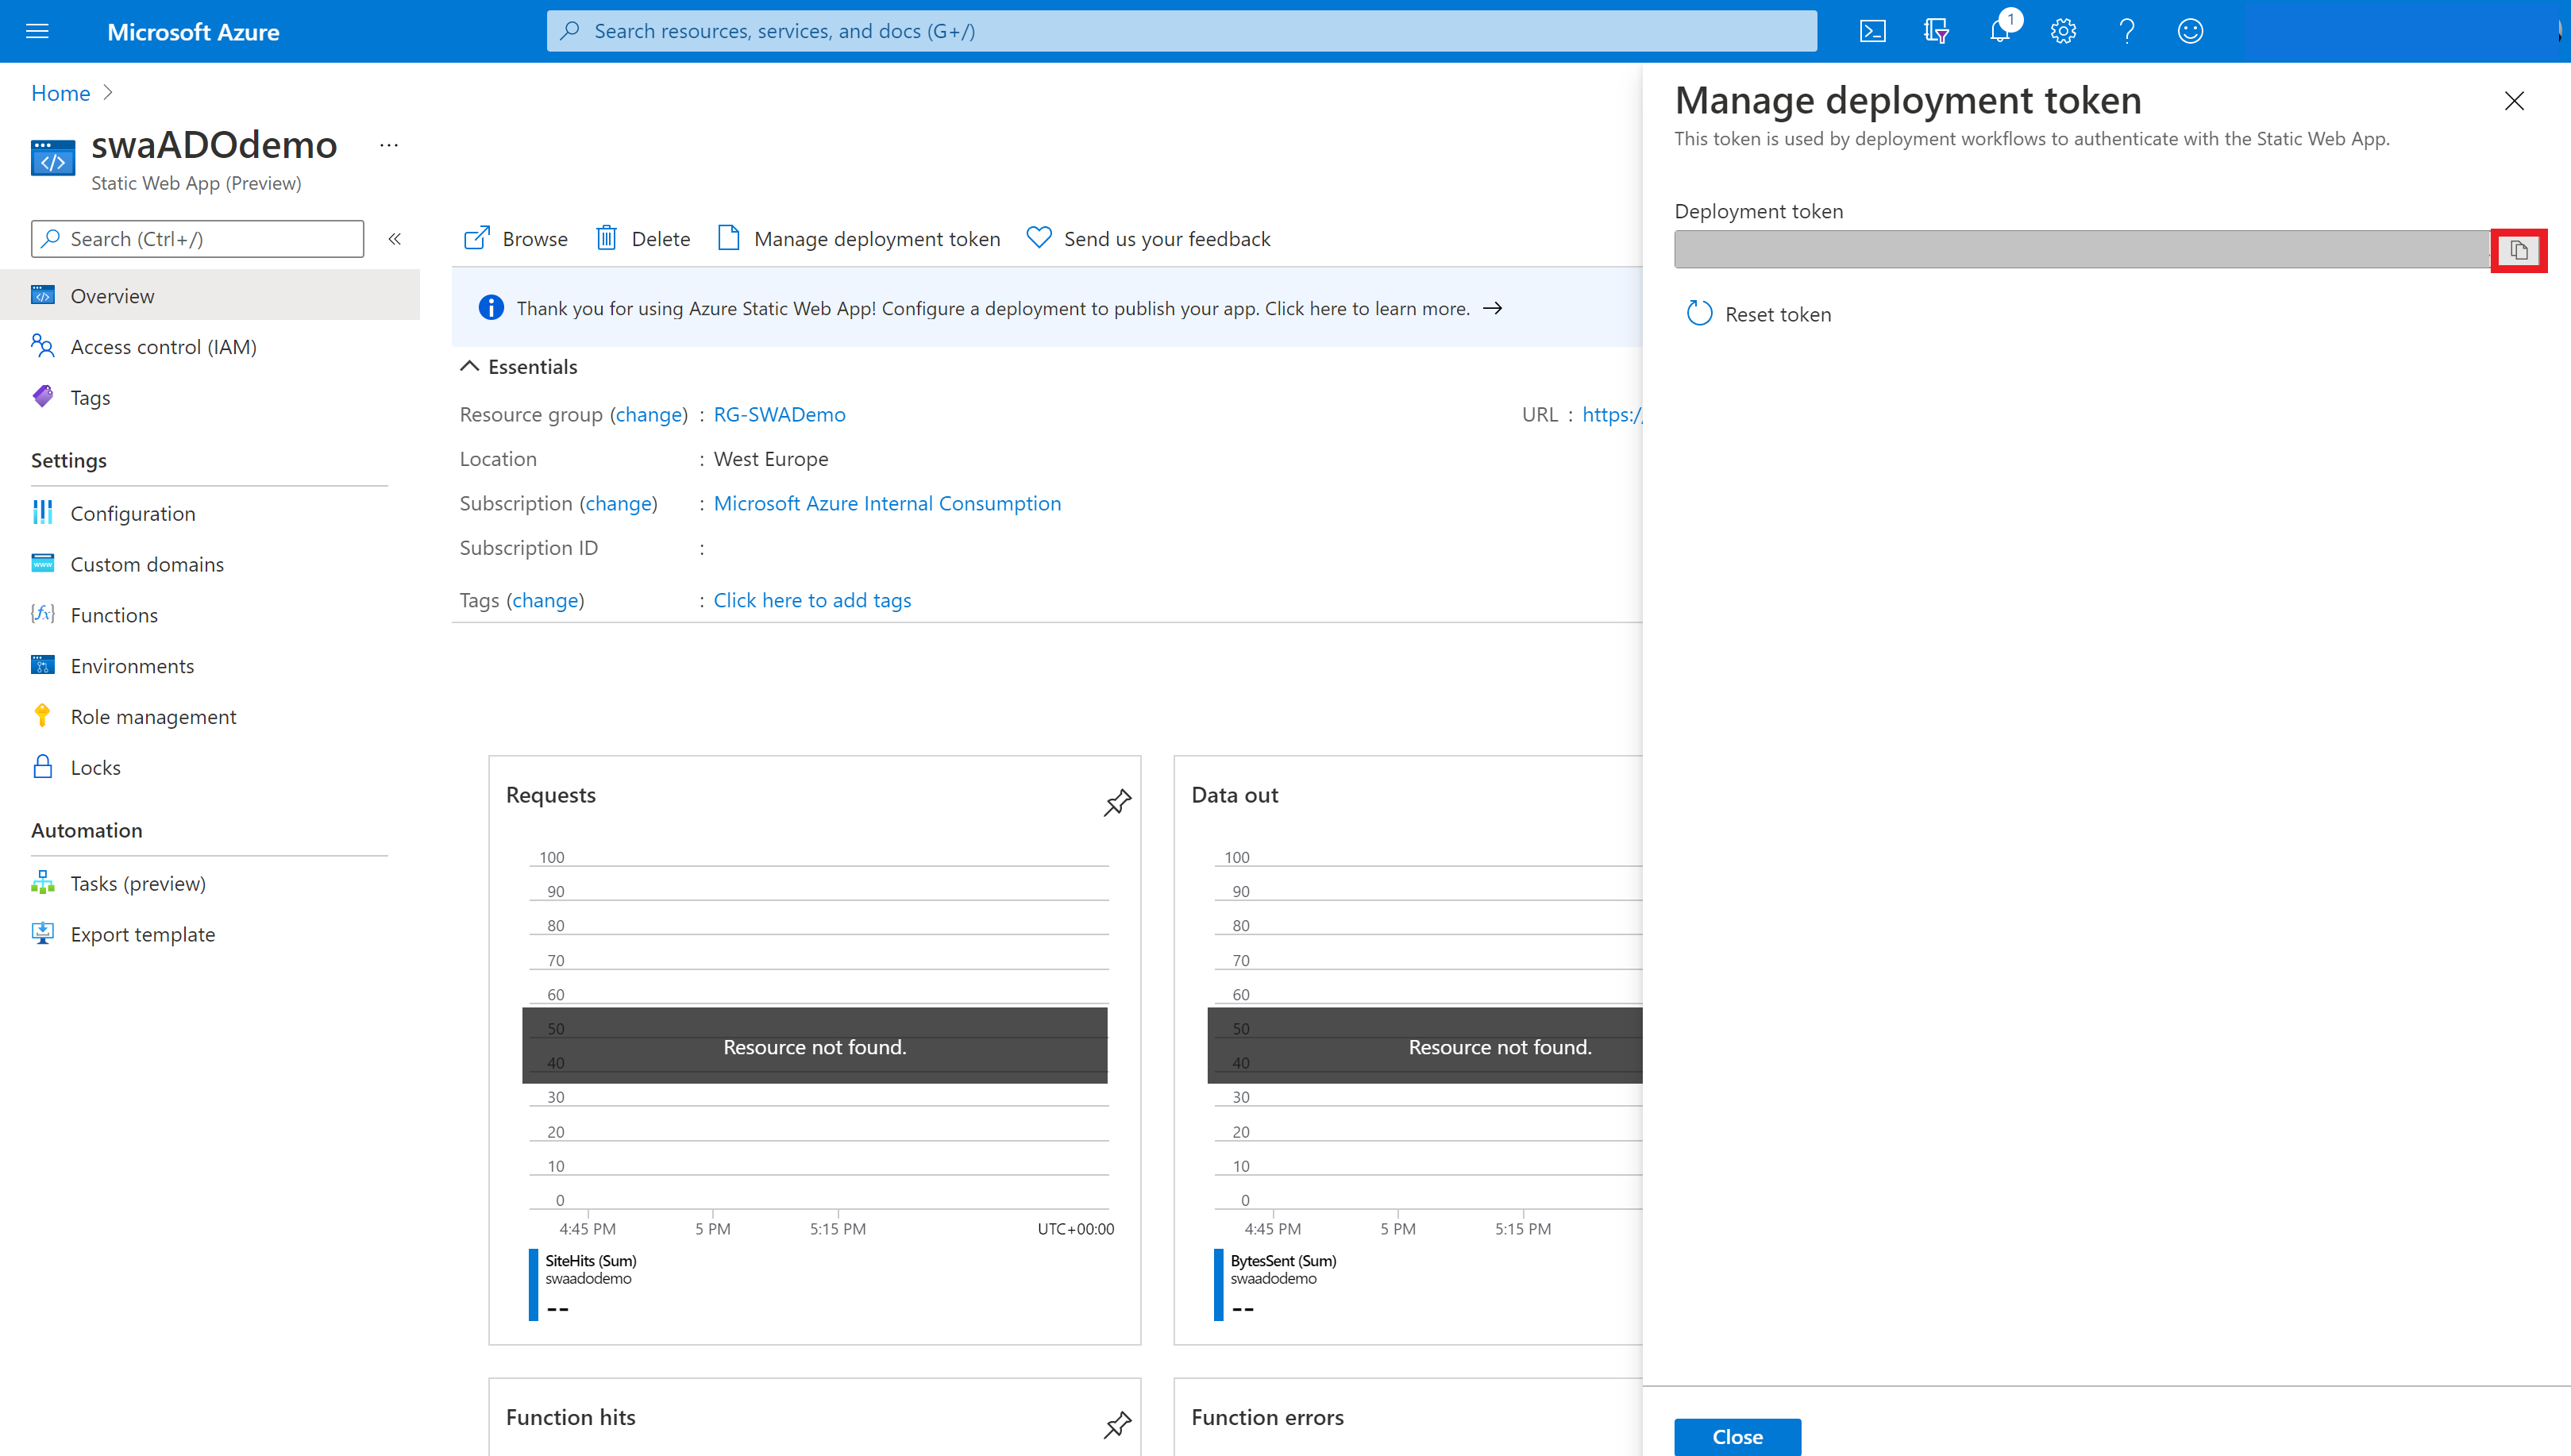 Microsoft Azure
Search resources, services, and docs (G+/)
1
Home
swaADOdemo
...
Static Web App (Preview)
Search (Ctrl+/)
«
Overview
Access control (IAM)
Tags
Settings
Configuration
Custom domains
Functions
Environments
Role management
Locks
Automation
Tasks (preview)
Export template
Browse
Delete
Manage deployment token
Send us your feedback
Thank you for using Azure Static Web App! Configure a deployment to publish your app. Click here to learn more. →
Essentials
Resource group (change) : RG-SWADemo
URL : https://
Location : West Europe
Subscription (change) : Microsoft Azure Internal Consumption
Subscription ID :
Tags (change) : Click here to add tags
Requests
100
90
80
70
60
50
Resource not found.
40
30
20
10
0
4:45 PM 5 PM 5:15 PM UTC+00:00
SiteHits (Sum)
swaadodemo
--
Data out
100
90
80
70
60
50
Resource not found.
40
30
20
10
0
4:45 PM 5 PM 5:15 PM
BytesSent (Sum)
swaadodemo
--
Function hits
Function errors
Manage deployment token
This token is used by deployment workflows to authenticate with the Static Web App.
Deployment token
Reset token
Close